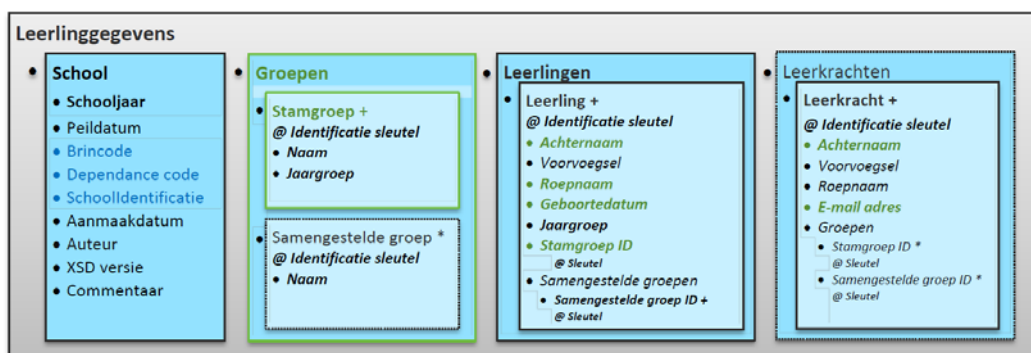 Leerlinggegevens
• School
• Schooljaar
• Peildatum
• Brincode
• Dependance code
• SchoolIdentificatie
• Aanmaakdatum
• Auteur
• XSD versie
• Commentaar
• Groepen
• Stamgroep +
@ Identificatie sleutel
• Naam
• Jaargroep
• Samengestelde groep *
@ Identificatie sleutel
• Naam
• Leerlingen
• Leerling +
@ Identificatie sleutel
• Achternaam
• Voorvoegsel
• Roepnaam
• Geboortedatum
• Jaargroep
• Stamgroep ID
@ Sleutel
• Samengestelde groepen
• Samengestelde groep ID +
@ Sleutel
• Leerkrachten
• Leerkracht +
@ Identificatie sleutel
• Achternaam
• Voorvoegsel
• Roepnaam
• E-mail adres
• Groepen
• Stamgroep ID *
@ Sleutel
• Samengestelde groep ID *
@ Sleutel